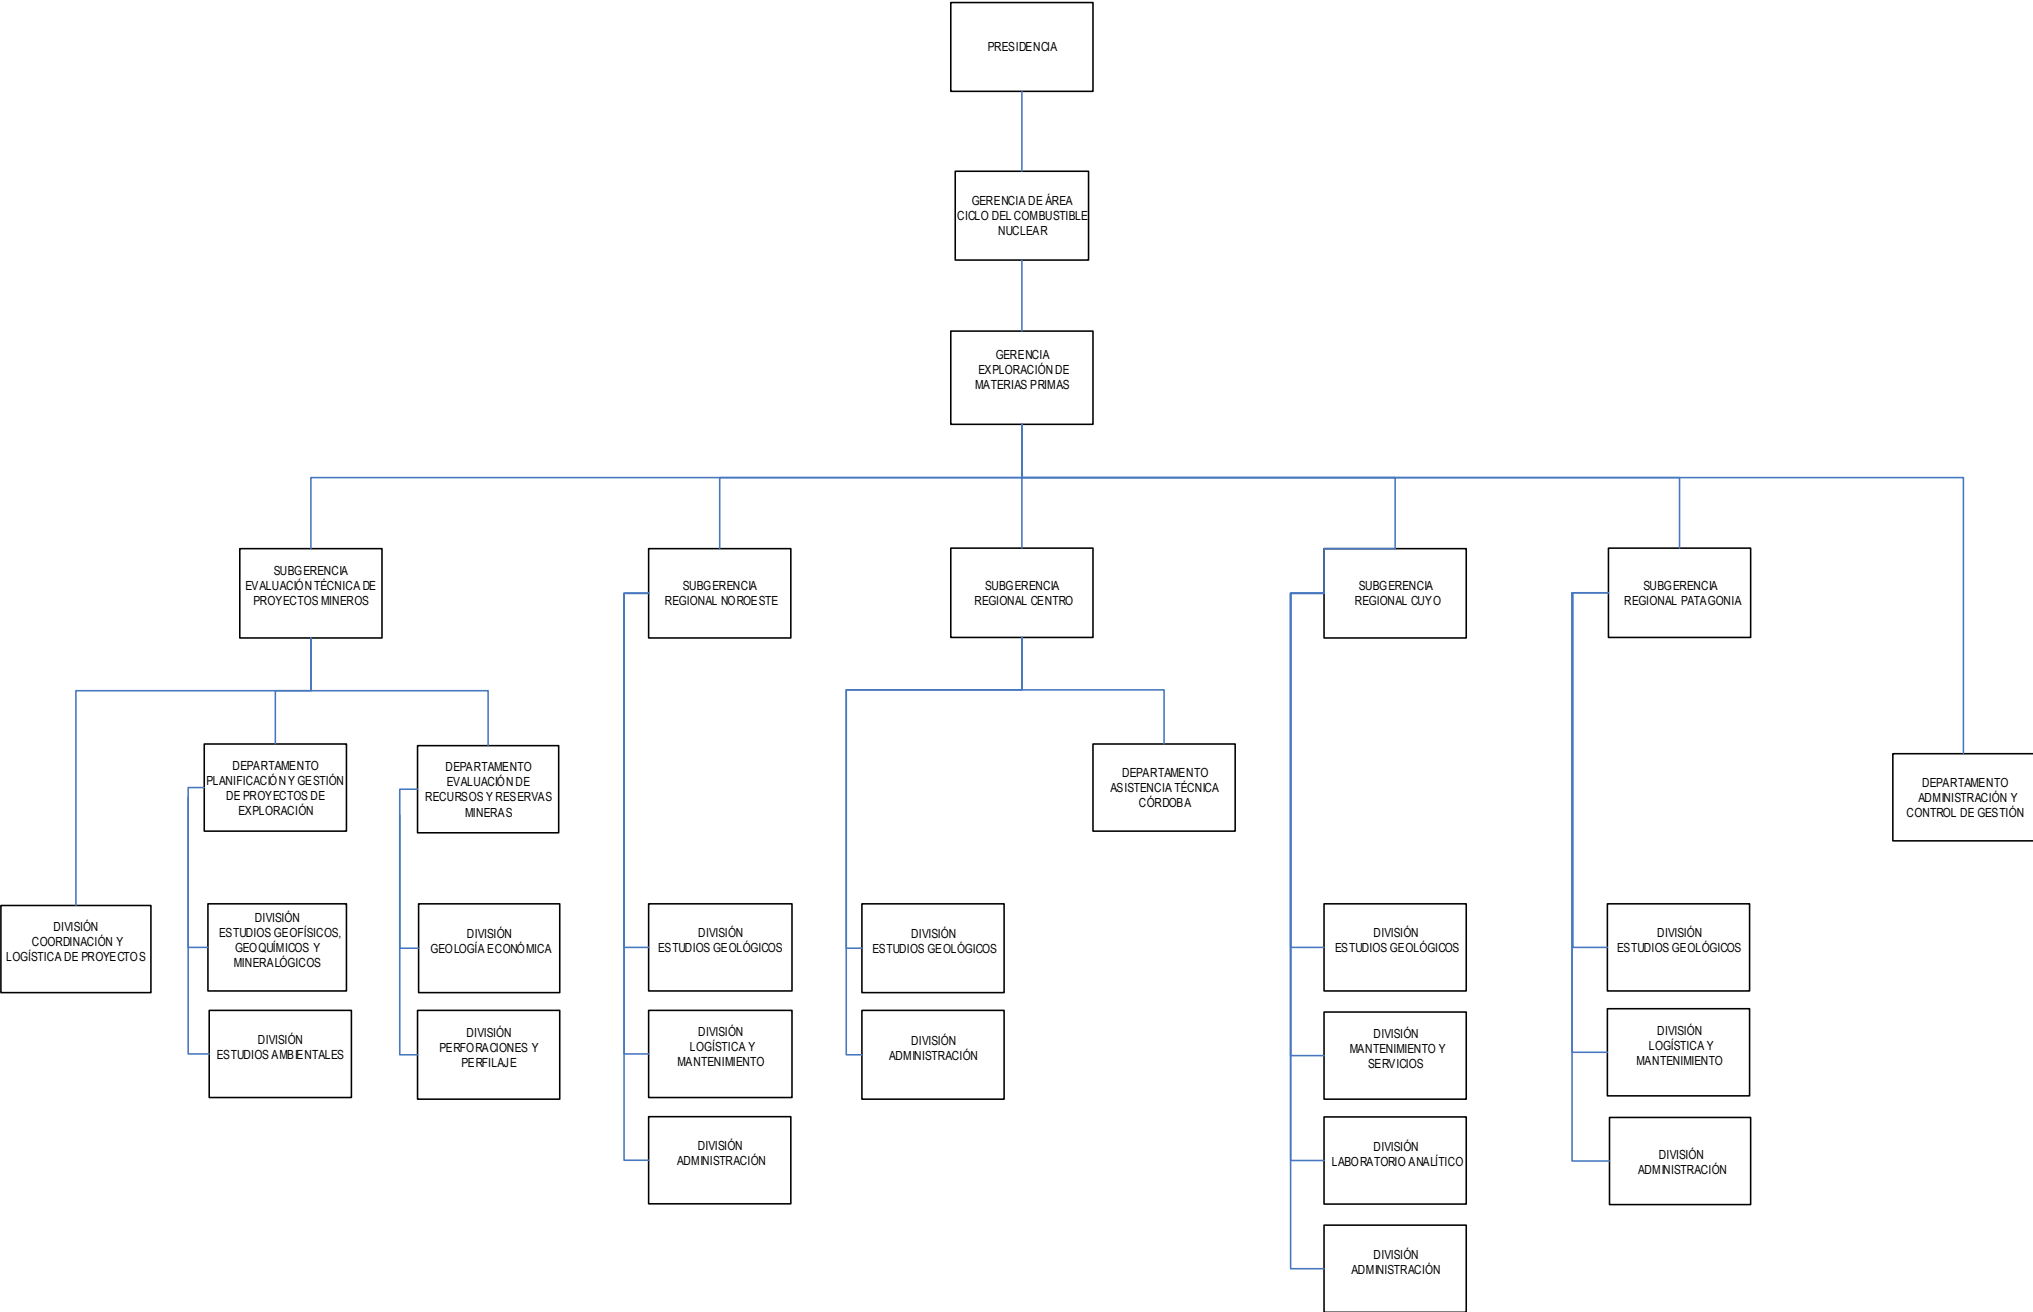 PRESIDENCIA
GERENCIA DE ÁREA
CICLO DEL COMBUSTIBLE
NUCLEAR
GERENCIA
EXPLORACIÓN DE
MATERIAS PRIMAS
SUBGERENCIA
EVALUACIÓN TÉCNICA DE
PROYECTOS MINEROS
SUBGERENCIA
REGIONAL NOROESTE
SUBGERENCIA
REGIONAL CENTRO
SUBGERENCIA
REGIONAL CUYO
SUBGERENCIA
REGIONAL PATAGONIA
DEPARTAMENTO
PLANIFICACIÓN Y GESTIÓN
DE PROYECTOS DE
EXPLORACIÓN
DEPARTAMENTO
EVALUACIÓN DE
RECURSOS Y RESERVAS
MINERAS
DEPARTAMENTO
ASISTENCIA TÉCNICA
CÓRDOBA
DEPARTAMENTO
ADMINISTRACIÓN Y
CONTROL DE GESTIÓN
DIVISIÓN
COORDINACIÓN Y
LOGÍSTICA DE PROYECTOS
DIVISIÓN
ESTUDIOS GEOFÍSICOS,
GEOQUÍMICOS Y
MINERALÓGICOS
DIVISIÓN
GEOLOGÍA ECONÓMICA
DIVISIÓN
ESTUDIOS GEOLÓGICOS
DIVISIÓN
ESTUDIOS GEOLÓGICOS
DIVISIÓN
ESTUDIOS GEOLÓGICOS
DIVISIÓN
ESTUDIOS GEOLÓGICOS
DIVISIÓN
ESTUDIOS AMBIENTALES
DIVISIÓN
PERFORACIONES Y
PERFILAJE
DIVISIÓN
LOGÍSTICA Y
MANTENIMIENTO
DIVISIÓN
ADMINISTRACIÓN
DIVISIÓN
MANTENIMIENTO Y
SERVICIOS
DIVISIÓN
LOGÍSTICA Y
MANTENIMIENTO
DIVISIÓN
ADMINISTRACIÓN
DIVISIÓN
LABORATORIO ANALÍTICO
DIVISIÓN
ADMINISTRACIÓN
DIVISIÓN
ADMINISTRACIÓN